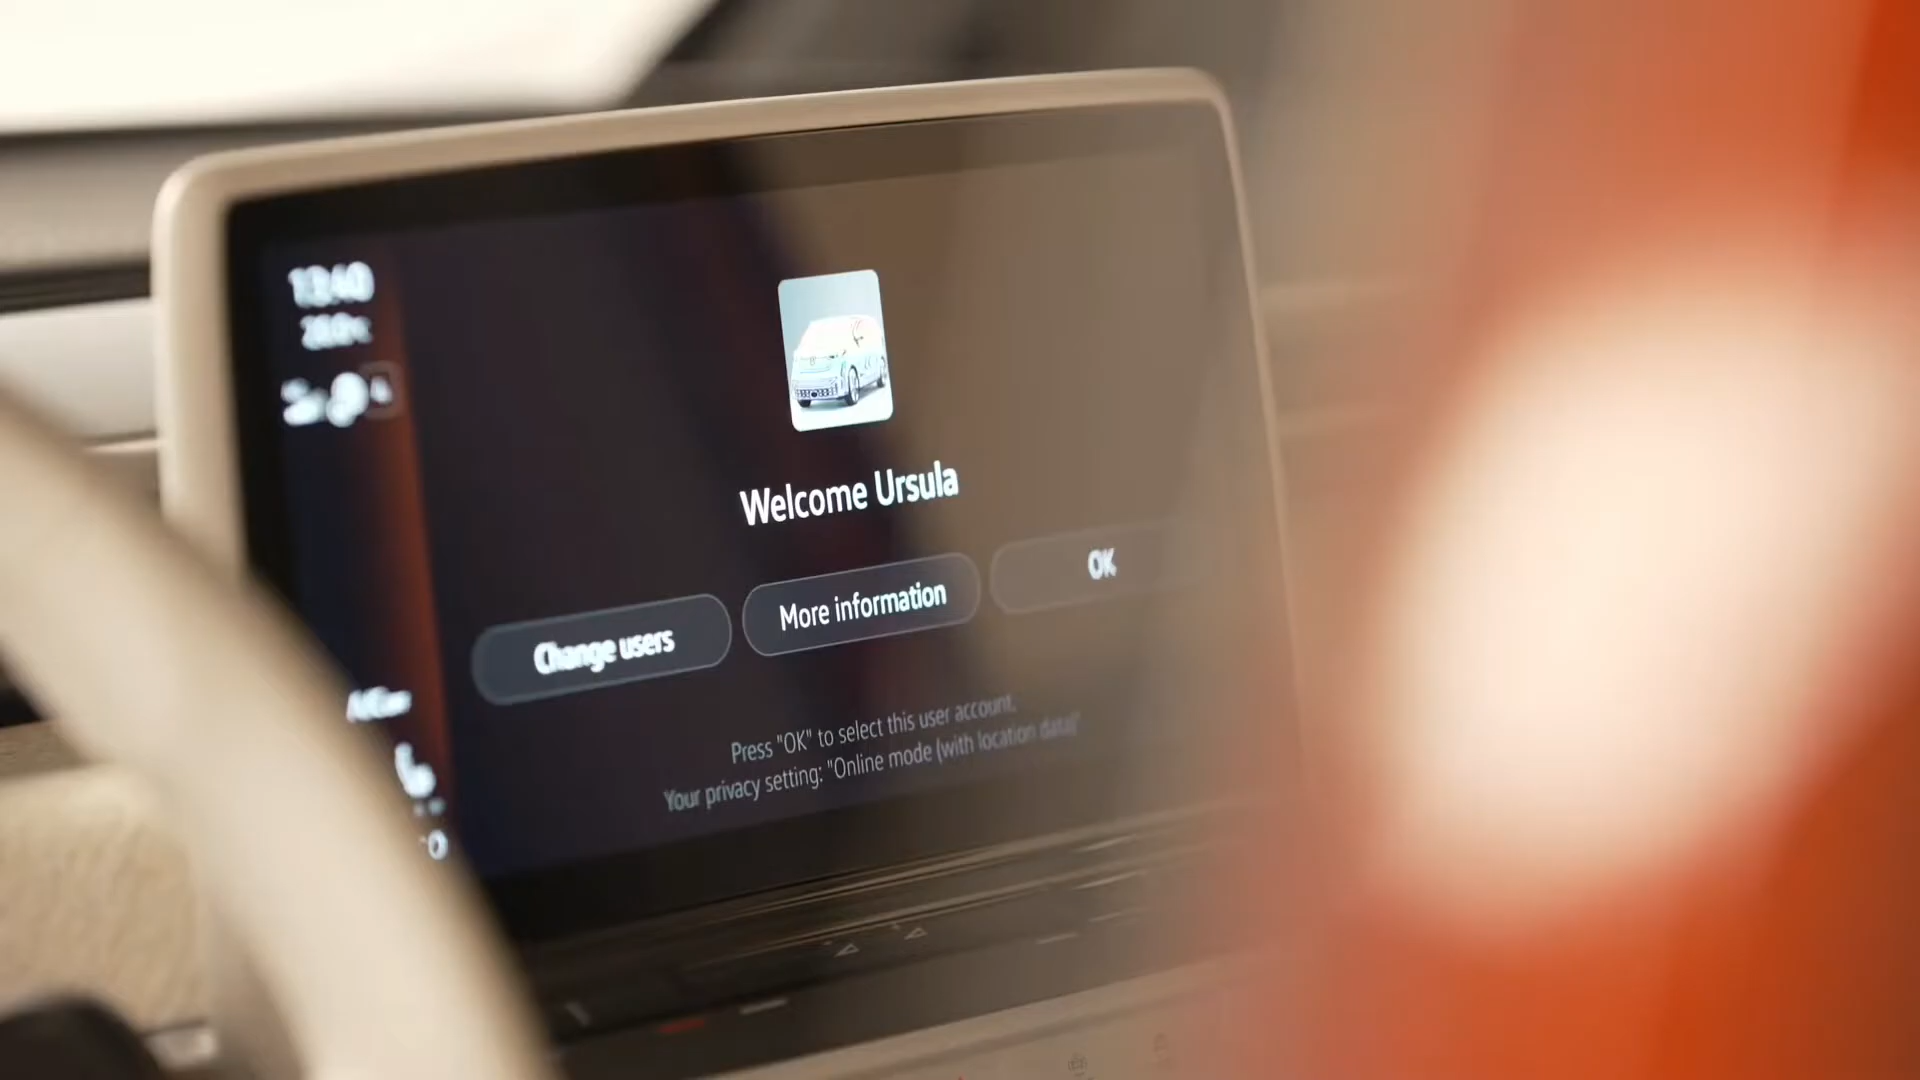 13:40
Welcome Ursula
Change users
More information
OK
Press "OK" to select this user account.
Your privacy setting: "Online mode (with location data)"